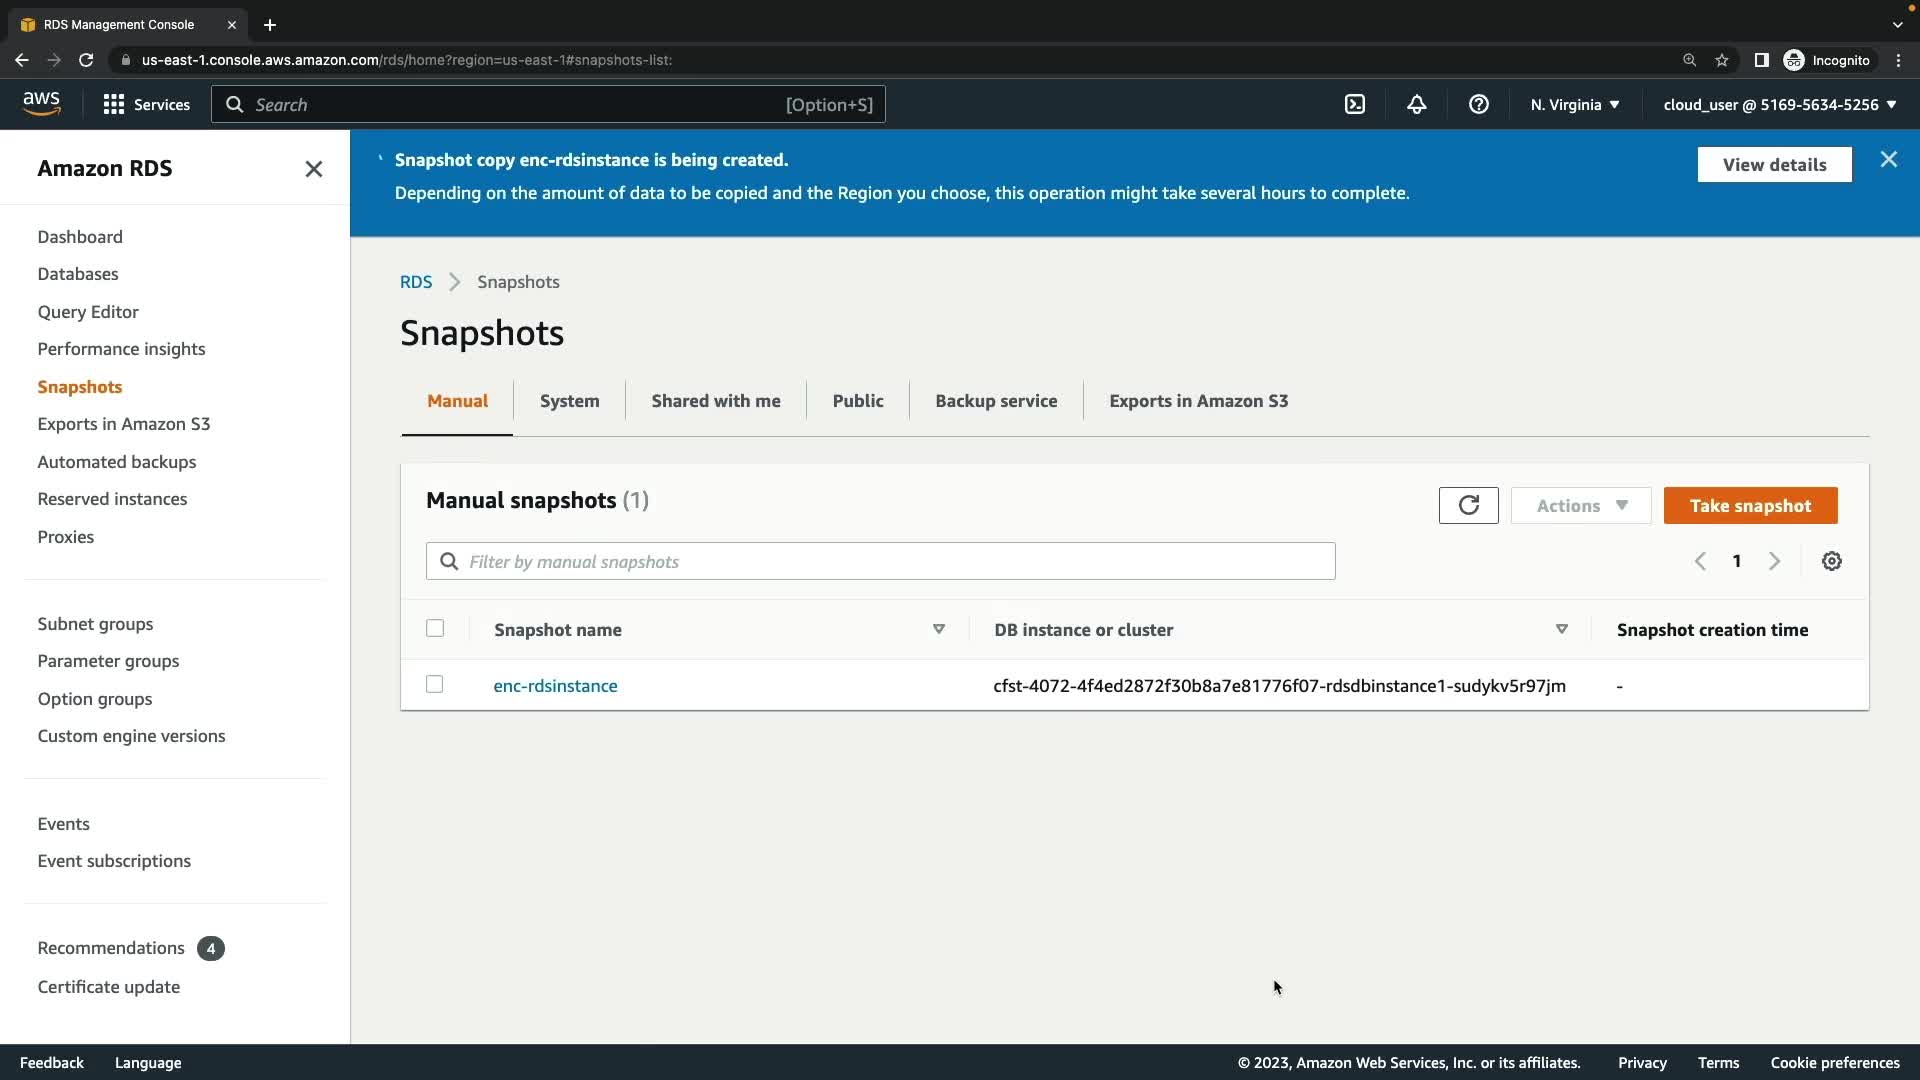 RDS Management Console
us-east-1.console.aws.amazon.com/rds/home?region=us-east-1#snapshots-list:
Incognito
aws
Services
Search
[Option+S]
N. Virginia
cloud_user @ 5169-5634-5256
Amazon RDS
Dashboard
Databases
Query Editor
Performance insights
Snapshots
Exports in Amazon S3
Automated backups
Reserved instances
Proxies
Subnet groups
Parameter groups
Option groups
Custom engine versions
Events
Event subscriptions
Recommendations 4
Certificate update
Snapshot copy enc-rdsinstance is being created.
Depending on the amount of data to be copied and the Region you choose, this operation might take several hours to complete.
View details
RDS Snapshots
Snapshots
Manual System Shared with me Public Backup service Exports in Amazon S3
Manual snapshots (1)
Actions
Take snapshot
Filter by manual snapshots
1
Snapshot name DB instance or cluster Snapshot creation time
enc-rdsinstance cfst-4072-4f4ed2872f30b8a7e81776f07-rdsdbinstance1-sudykv5r97jm -
Feedback Language
© 2023, Amazon Web Services, Inc. or its affiliates. Privacy Terms Cookie preferences